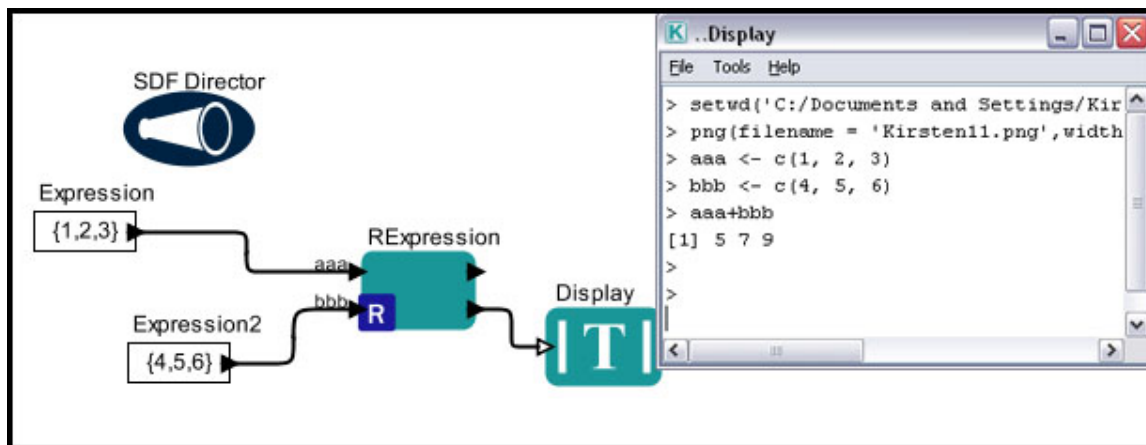 SDF Director
Expression
{1,2,3}
aaa
RExpression
bbb
R
Expression2
{4,5,6}
Display
T
K ..Display
File Tools Help
> setwd('C:/Documents and Settings/Kir
> png(filename = 'Kirsten11.png',width
> aaa <- c(1, 2, 3)
> bbb <- c(4, 5, 6)
> aaa+bbb
[1] 5 7 9
>
>